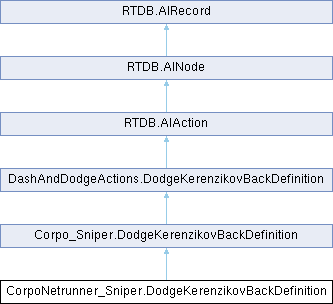 RTDB.AIRecord
RTDB.AINode
RTDB.AIAction
DashAndDodgeActions.DodgeKerenzikovBackDefinition
Corpo_Sniper.DodgeKerenzikovBackDefinition
CorpoNetrunner_Sniper.DodgeKerenzikovBackDefinition